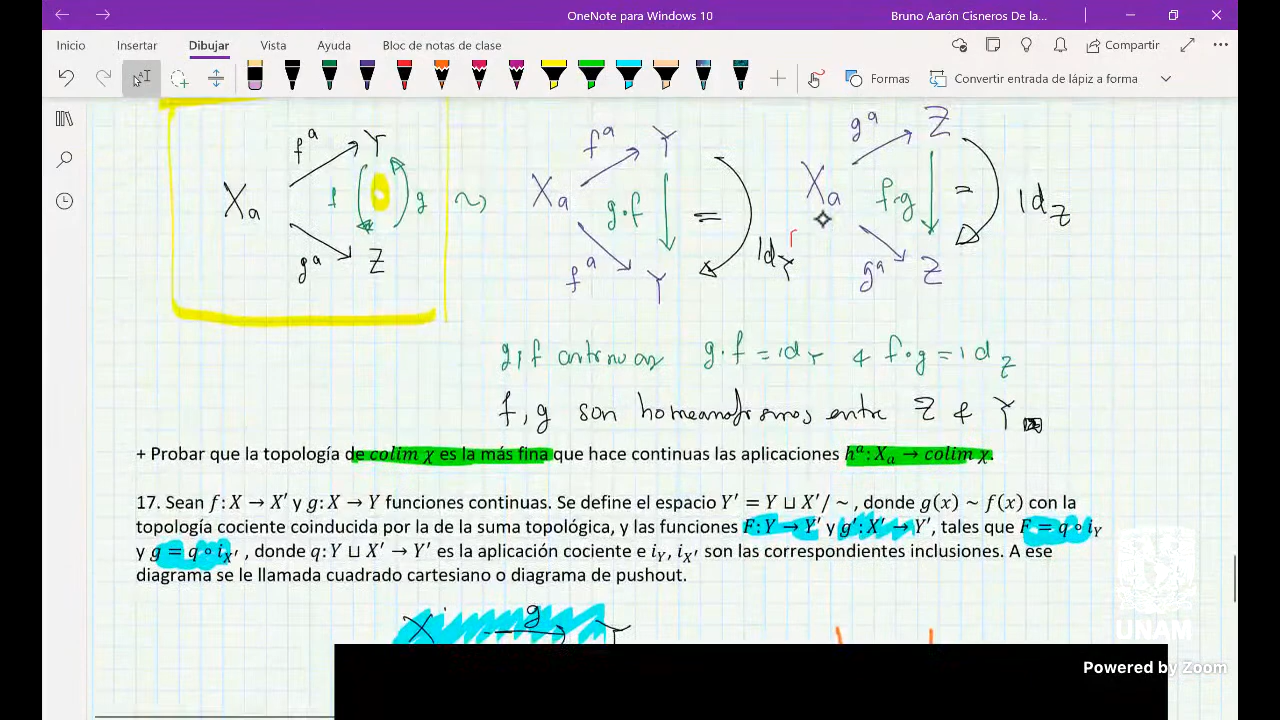 OneNote para Windows 10
Bruno Aarón Cisneros De la...
Inicio Insertar Dibujar Vista Ayuda Bloc de notas de clase
Compartir
Formas Convertir entrada de lápiz a forma
X_a f^a Y f g g^a Z
X_a f^a Y g∘f f^a Y = Id_Y
X_a g^a Z f∘g g^a Z = Id_Z
g, f continuas g∘f = Id_Y & f∘g = Id_Z
f, g son homeomorfismos entre Z & Y
+ Probar que la topología de colim χ es la más fina que hace continuas las aplicaciones h^a: X_a → colim χ.
17. Sean f: X → X′ y g: X → Y funciones continuas. Se define el espacio Y′ = Y ⊔ X′/ ~, donde g(x) ~ f(x) con la
topología cociente coinducida por la de la suma topológica, y las funciones F: Y → Y′ y g′: X′ → Y′, tales que F = q ∘ i_Y
y g = q ∘ i_X′ , donde q: Y ⊔ X′ → Y′ es la aplicación cociente e i_Y, i_X′ son las correspondientes inclusiones. A ese
diagrama se le llamada cuadrado cartesiano o diagrama de pushout.
X g Y
UNAM
Powered by Zoom